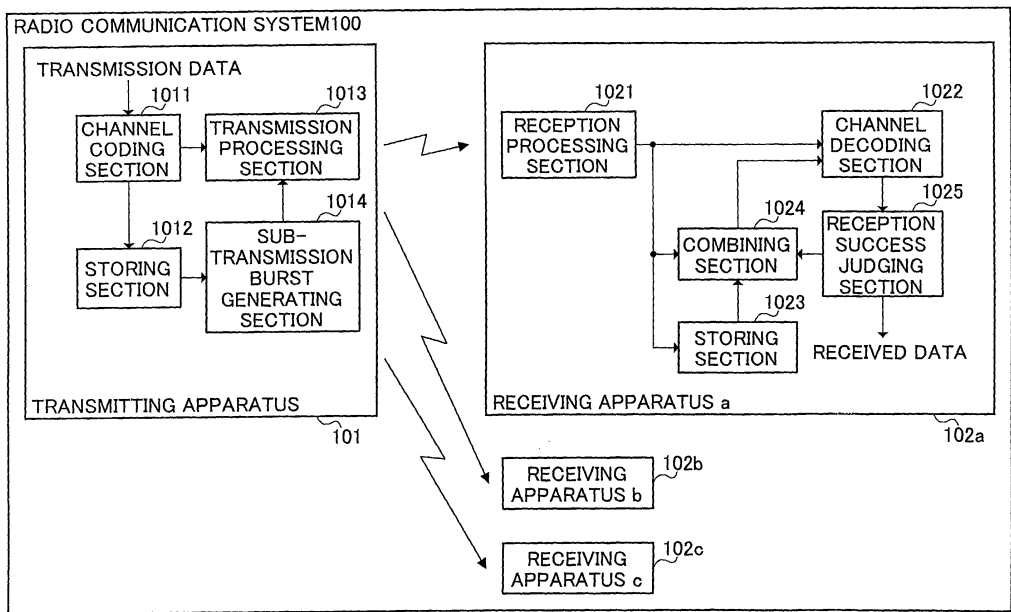 RADIO COMMUNICATION SYSTEM100
TRANSMISSION DATA
1011
CHANNEL
CODING
SECTION
1013
TRANSMISSION
PROCESSING
SECTION
1012
STORING
SECTION
1014
SUB-
TRANSMISSION
BURST
GENERATING
SECTION
TRANSMITTING APPARATUS
101
1021
RECEPTION
PROCESSING
SECTION
1022
CHANNEL
DECODING
SECTION
1024
COMBINING
SECTION
1025
RECEPTION
SUCCESS
JUDGING
SECTION
1023
STORING
SECTION
RECEIVED DATA
RECEIVING APPARATUS a
102a
102b
RECEIVING
APPARATUS b
102c
RECEIVING
APPARATUS c